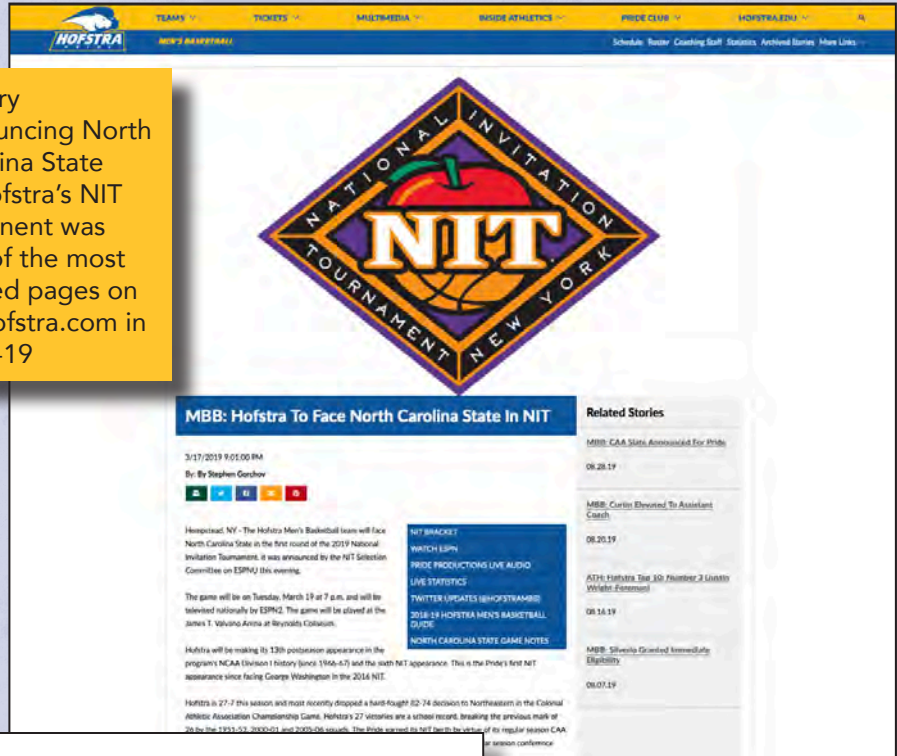 TEAMS
TICKETS
MULTIMEDIA
INSIDE ATHLETICS
PRIDE CLUB
HOFSTRA.EDU
HOFSTRA
MEN'S BASKETBALL
Schedule Roster Coaching Staff Statistics Archived Stories More Links
ry
uncing North
ina State
ofstra's NIT
nent was
of the most
ed pages on
ofstra.com in
-19
NATIONAL
INVITATION
NIT
TOURNAMENT
NEW YORK
MBB: Hofstra To Face North Carolina State In NIT
3/17/2019 9:01:00 PM
By: By Stephen Gorchov
Hempstead, NY - The Hofstra Men's Basketball team will face
North Carolina State in the first round of the 2019 National
Invitation Tournament, it was announced by the NIT Selection
Committee on ESPNU this evening.
The game will be on Tuesday, March 19 at 7 p.m. and will be
televised nationally by ESPN2. The game will be played at the
James T. Valvano Arena at Reynolds Coliseum.
NIT BRACKET
WATCH ESPN
PRIDE PRODUCTIONS LIVE AUDIO
LIVE STATISTICS
TWITTER UPDATES (@HOFSTRAMBB)
2018-19 HOFSTRA MEN'S BASKETBALL
GUIDE
NORTH CAROLINA STATE GAME NOTES
Hofstra will be making its 13th postseason appearance in the
program's NCAA Division I history (since 1966-67) and the sixth NIT appearance. This is the Pride's first NIT
appearance since facing George Washington in the 2016 NIT.
Hofstra is 27-7 this season and most recently dropped a hard-fought 82-74 decision to Northeastern in the Colonial
Athletic Association Championship Game. Hofstra's 27 victories are a school record, breaking the previous mark of
26 by the 1951-52, 2000-01 and 2005-06 squads. The Pride earned its NIT berth by virtue of its regular season CAA
ar season conference
Related Stories
MBB: CAA Slate Announced For Pride
08.28.19
MBB: Curtin Elevated To Assistant
Coach
08.20.19
ATH: Hofstra Top 10: Number 3 Justin
Wright-Foreman!
08.16.19
MBB: Silverio Granted Immediate
Eligibility
08.07.19